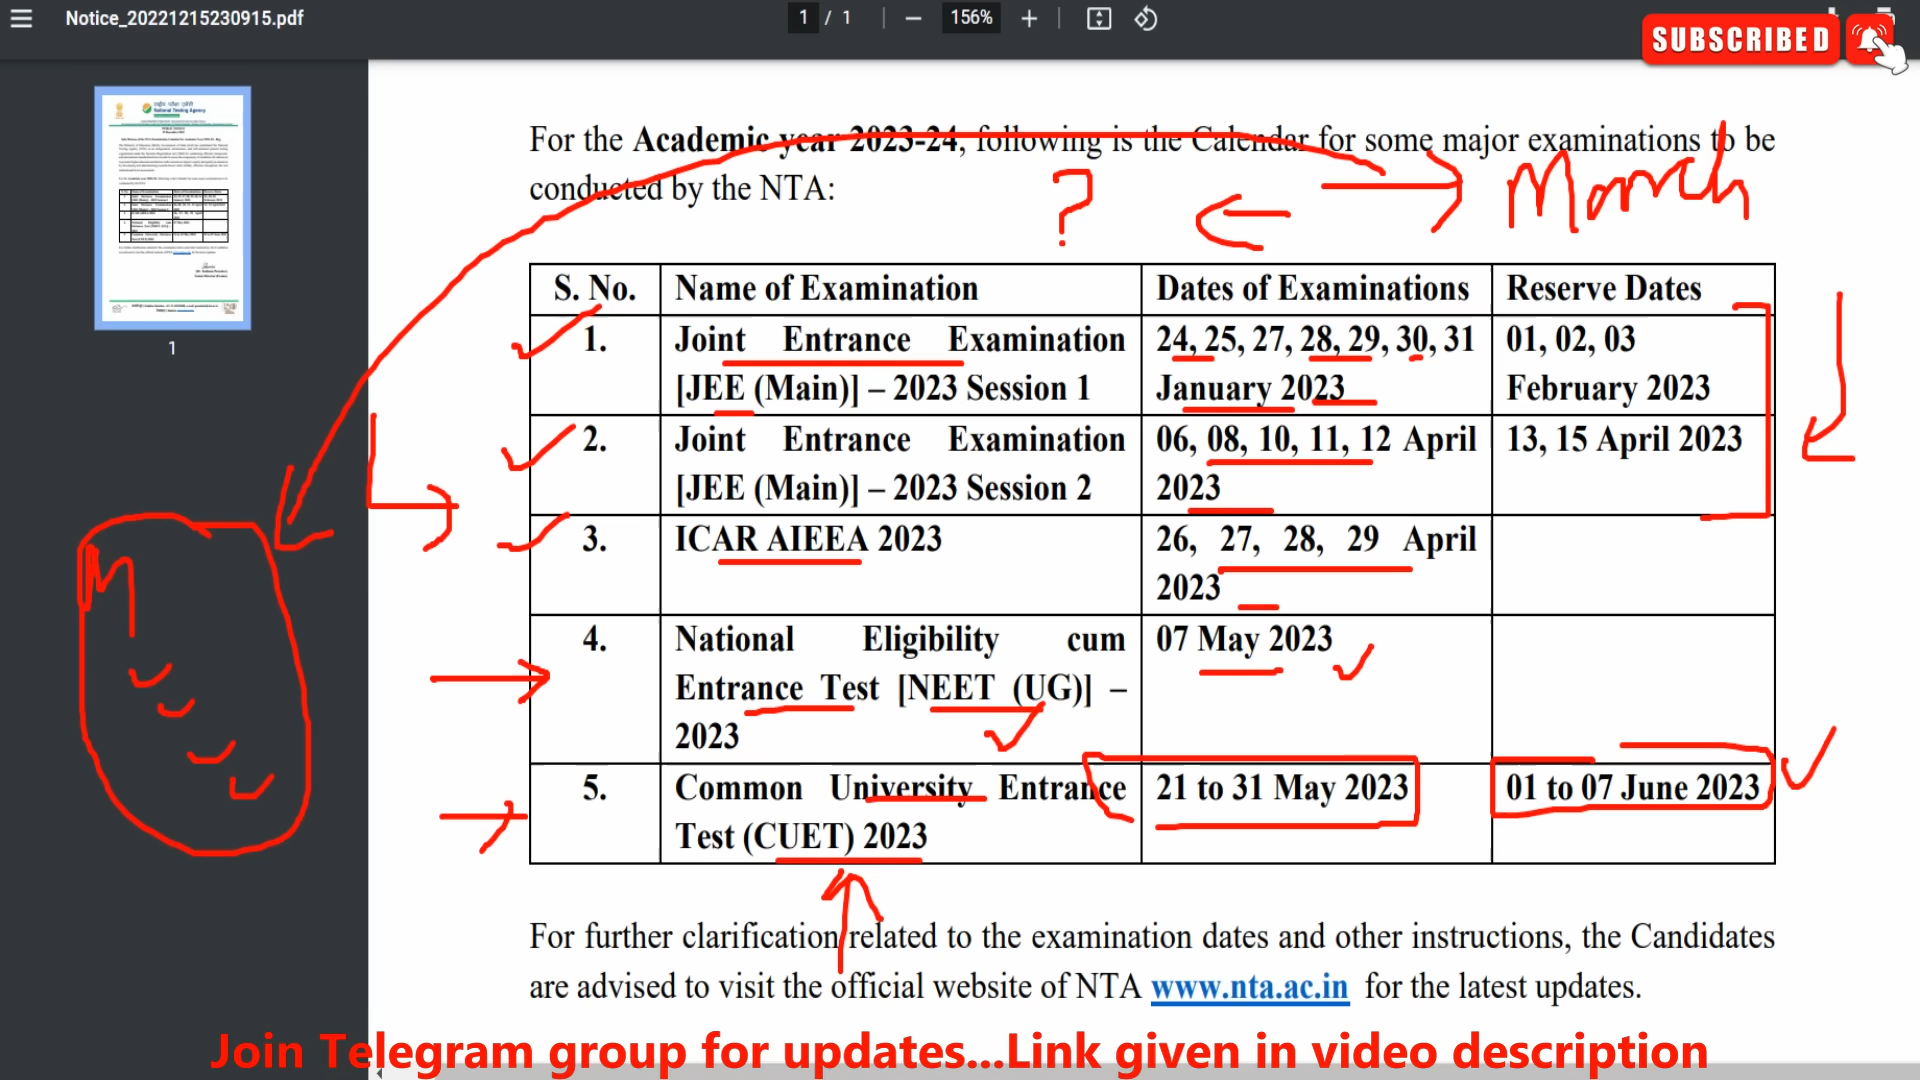 Notice_20221215230915.pdf
1 / 1
156%
SUBSCRIBED
For the Academic year 2023-24, following is the Calendar for some major examinations to be
conducted by the NTA:
?
March
S. No. Name of Examination Dates of Examinations Reserve Dates
1. Joint Entrance Examination 24, 25, 27, 28, 29, 30, 31 01, 02, 03
[JEE (Main)] – 2023 Session 1 January 2023 February 2023
2. Joint Entrance Examination 06, 08, 10, 11, 12 April 13, 15 April 2023
[JEE (Main)] – 2023 Session 2 2023
3. ICAR AIEEA 2023 26, 27, 28, 29 April
2023
4. National Eligibility cum 07 May 2023
Entrance Test [NEET (UG)] –
2023
5. Common University Entrance 21 to 31 May 2023 01 to 07 June 2023
Test (CUET) 2023
For further clarification related to the examination dates and other instructions, the Candidates
are advised to visit the official website of NTA www.nta.ac.in for the latest updates.
1
Join Telegram group for updates...Link given in video description